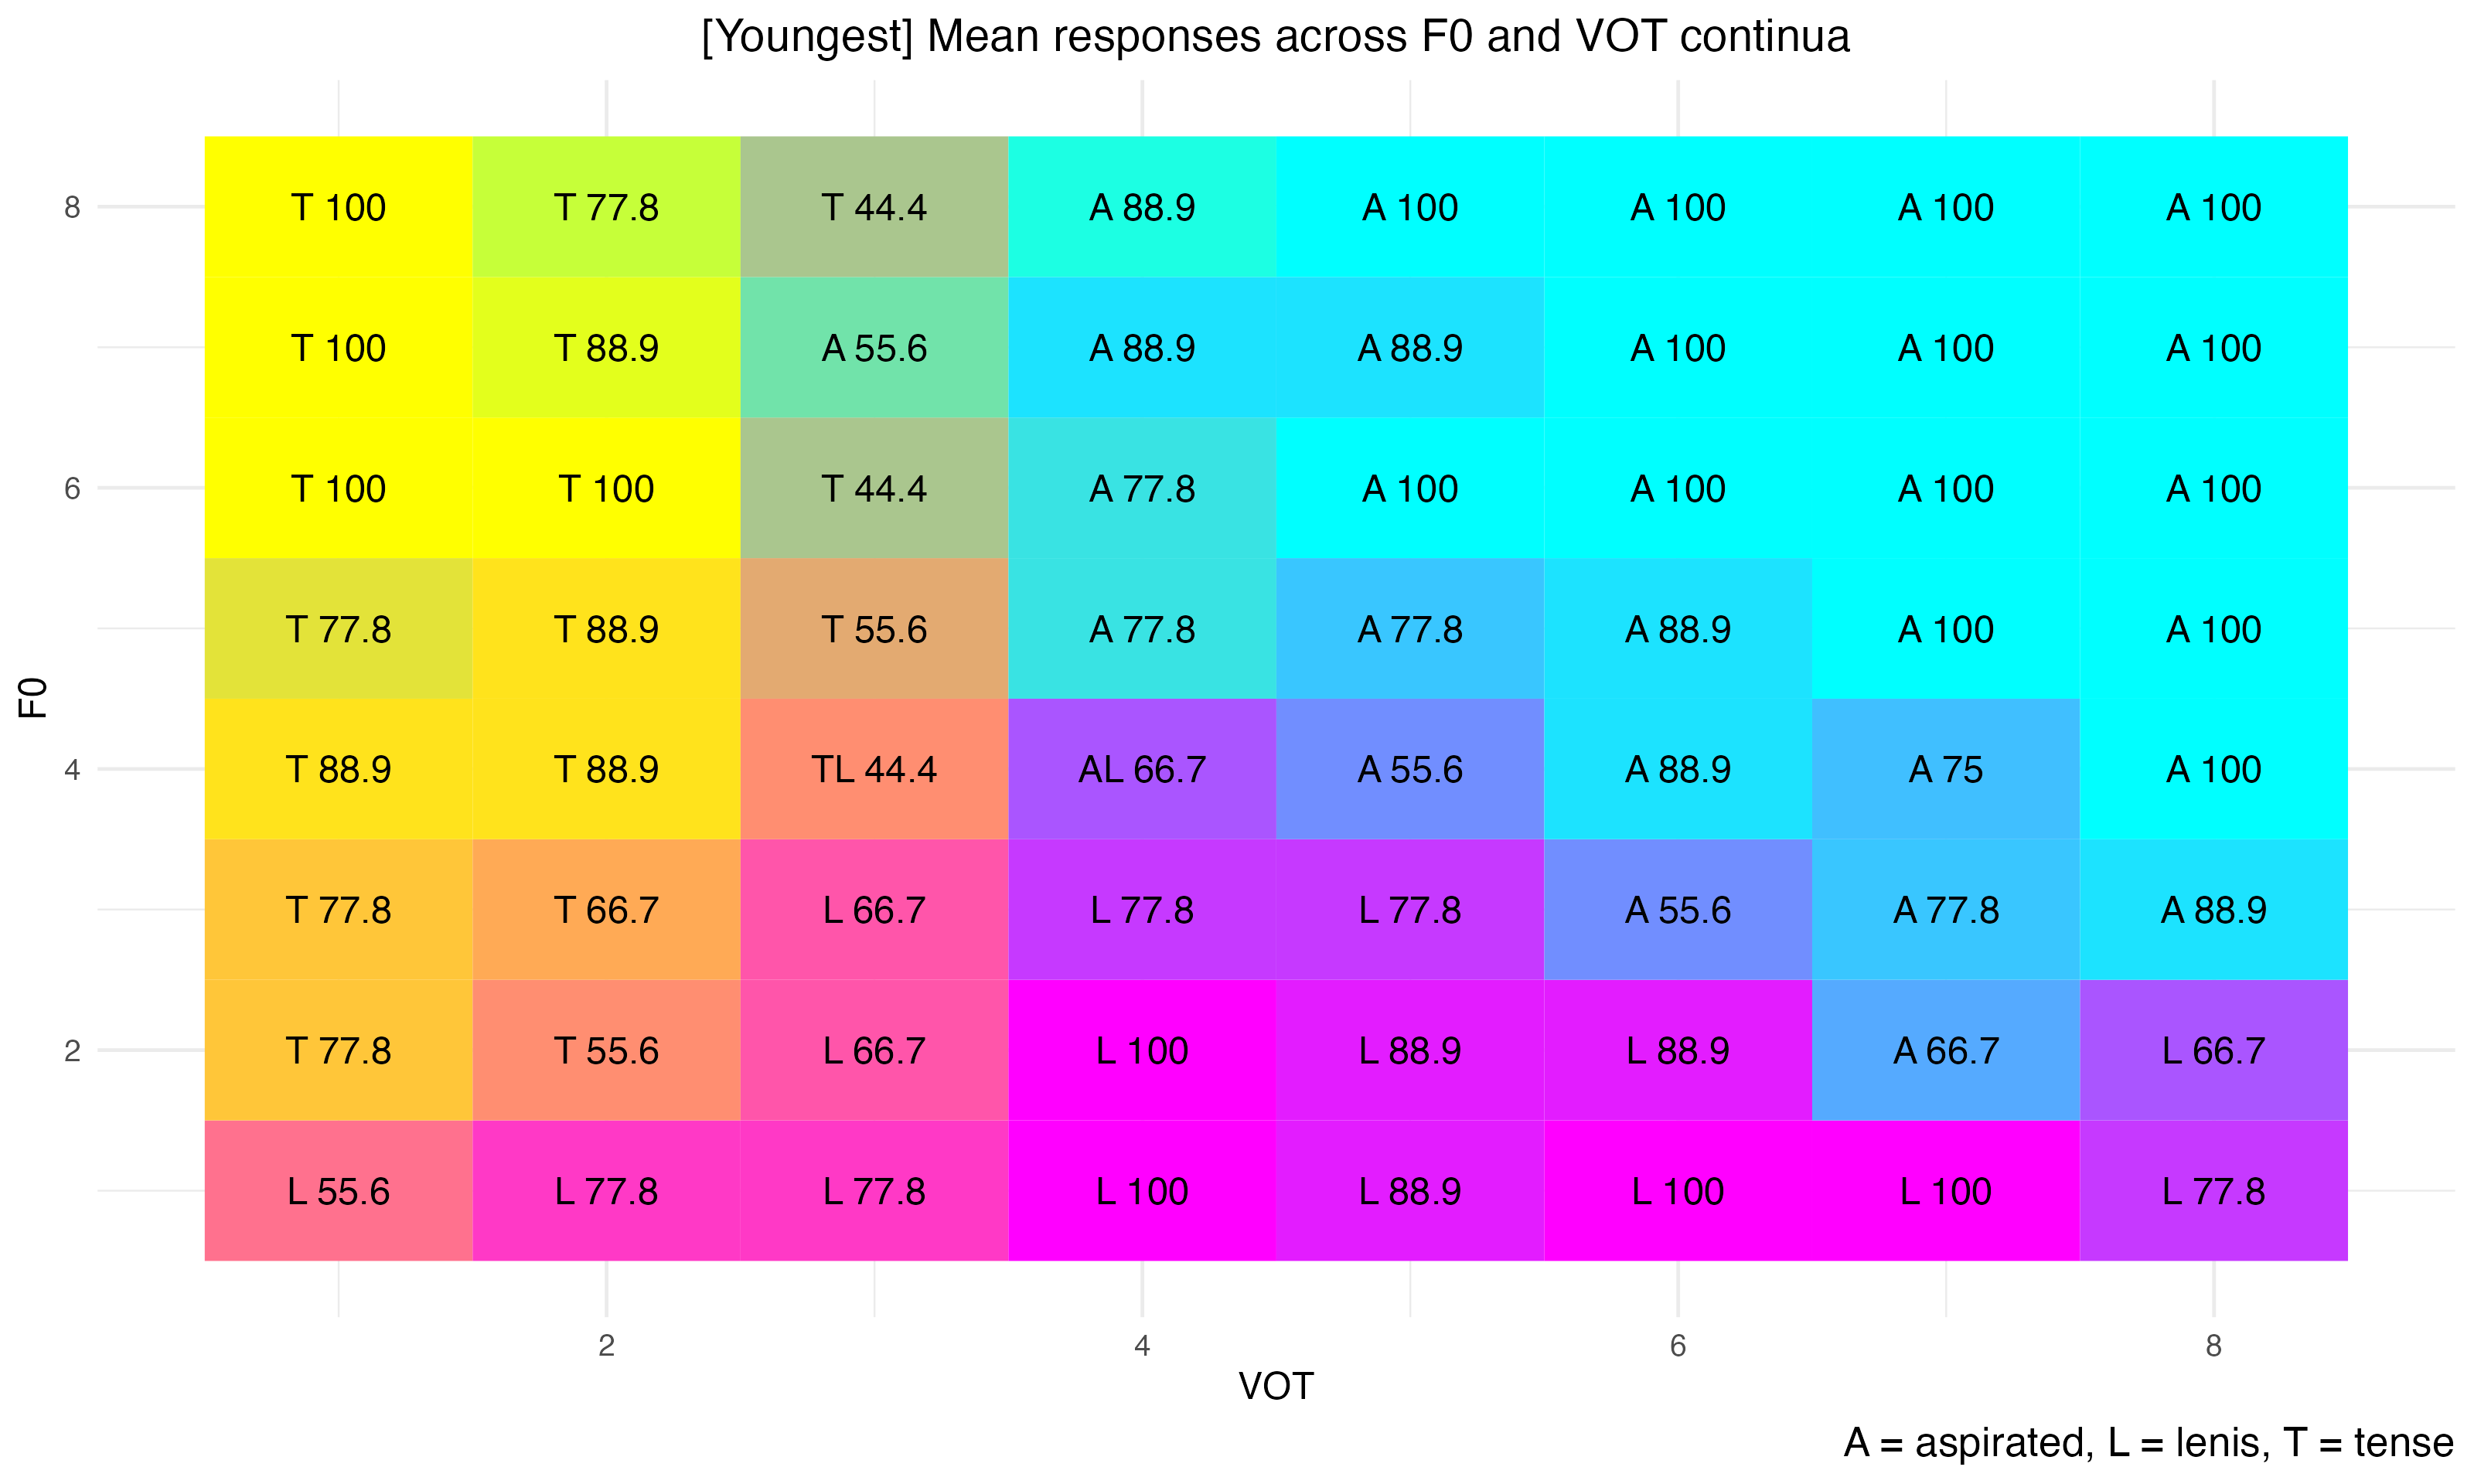 [Youngest] Mean responses across F0 and VOT continua
8
T 100 T 77.8 T 44.4 A 88.9 A 100 A 100 A 100 A 100
T 100 T 88.9 A 55.6 A 88.9 A 88.9 A 100 A 100 A 100
6
T 100 T 100 T 44.4 A 77.8 A 100 A 100 A 100 A 100
T 77.8 T 88.9 T 55.6 A 77.8 A 77.8 A 88.9 A 100 A 100
F0
4
T 88.9 T 88.9 TL 44.4 AL 66.7 A 55.6 A 88.9 A 75 A 100
T 77.8 T 66.7 L 66.7 L 77.8 L 77.8 A 55.6 A 77.8 A 88.9
2
T 77.8 T 55.6 L 66.7 L 100 L 88.9 L 88.9 A 66.7 L 66.7
L 55.6 L 77.8 L 77.8 L 100 L 88.9 L 100 L 100 L 77.8
2 4 6 8
VOT
A = aspirated, L = lenis, T = tense